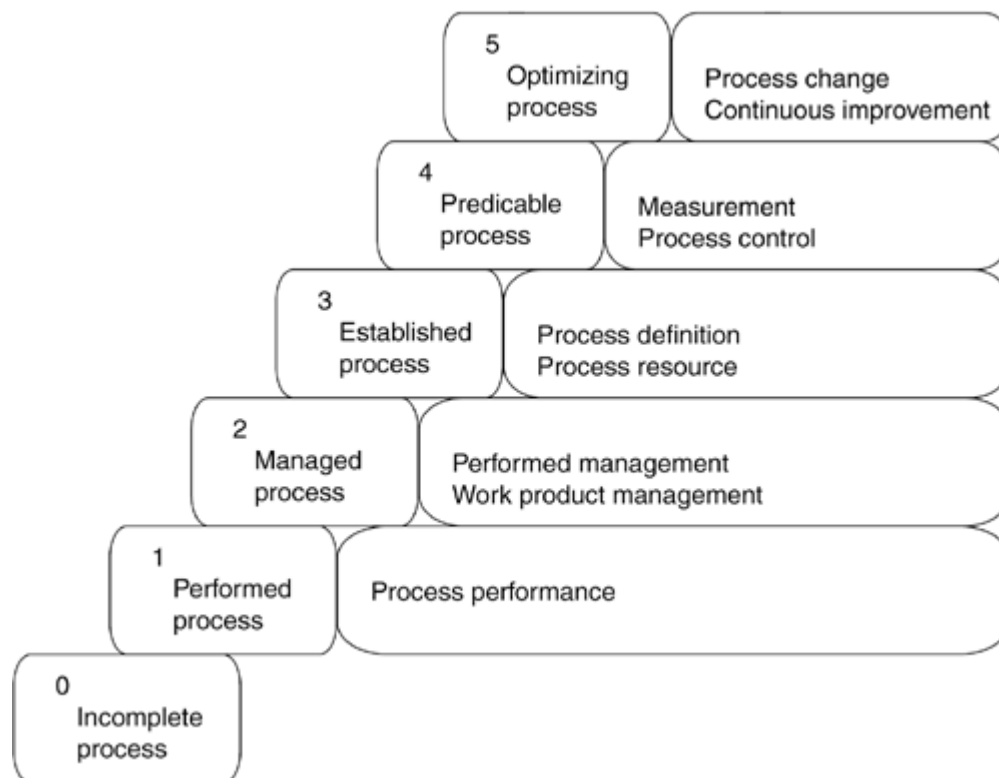 5
Optimizing
process
Process change
Continuous improvement
4
Predicable
process
Measurement
Process control
3
Established
process
Process definition
Process resource
2
Managed
process
Performed management
Work product management
1
Performed
process
Process performance
0
Incomplete
process